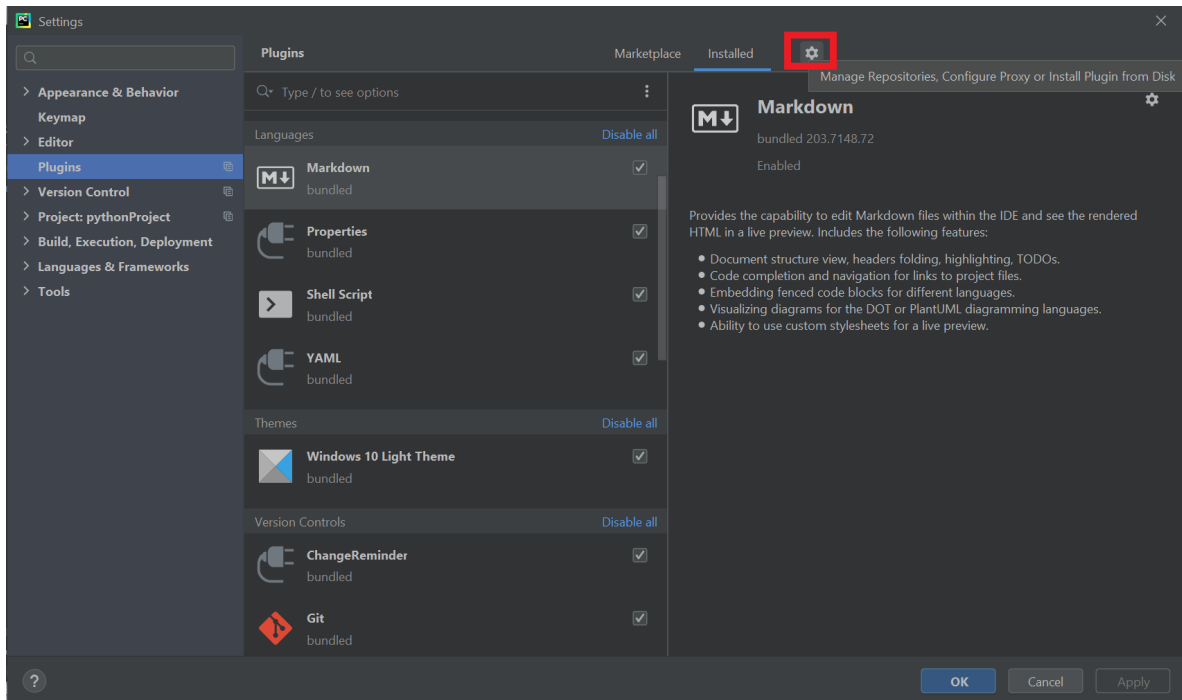 PC
Settings
Plugins
Marketplace
Installed
Manage Repositories, Configure Proxy or Install Plugin from Disk
Appearance & Behavior
Keymap
Editor
Plugins
Version Control
Project: pythonProject
Build, Execution, Deployment
Languages & Frameworks
Tools
Type / to see options
Languages
Disable all
M
Markdown
bundled
Properties
bundled
Shell Script
bundled
YAML
bundled
Themes
Disable all
Windows 10 Light Theme
bundled
Version Controls
Disable all
ChangeReminder
bundled
Git
bundled
M
Markdown
bundled 203.7148.72
Enabled
Provides the capability to edit Markdown files within the IDE and see the rendered
HTML in a live preview. Includes the following features:
• Document structure view, headers folding, highlighting, TODOs.
• Code completion and navigation for links to project files.
• Embedding fenced code blocks for different languages.
• Visualizing diagrams for the DOT or PlantUML diagramming languages.
• Ability to use custom stylesheets for a live preview.
?
OK
Cancel
Apply